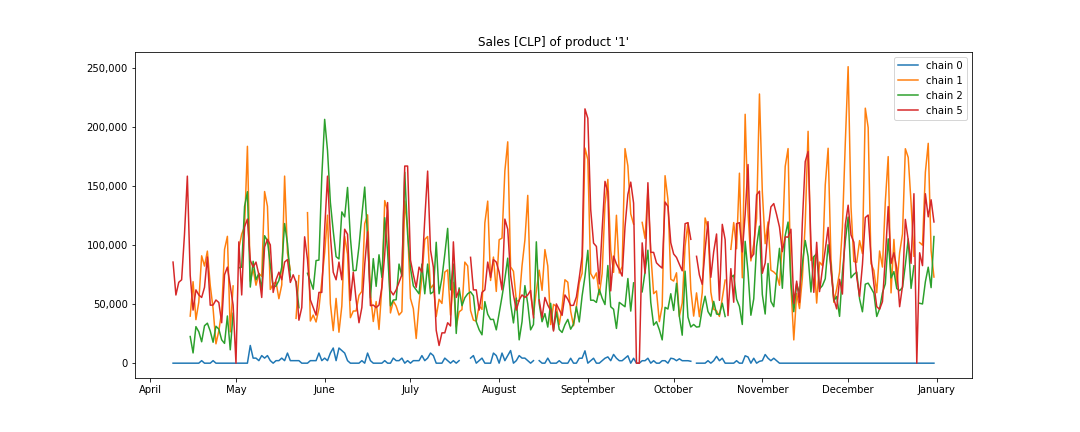 Sales [CLP] of product '1'
chain 0
chain 1
chain 2
chain 5
250,000
200,000
150,000
100,000
50,000
0
April May June July August September October November December January